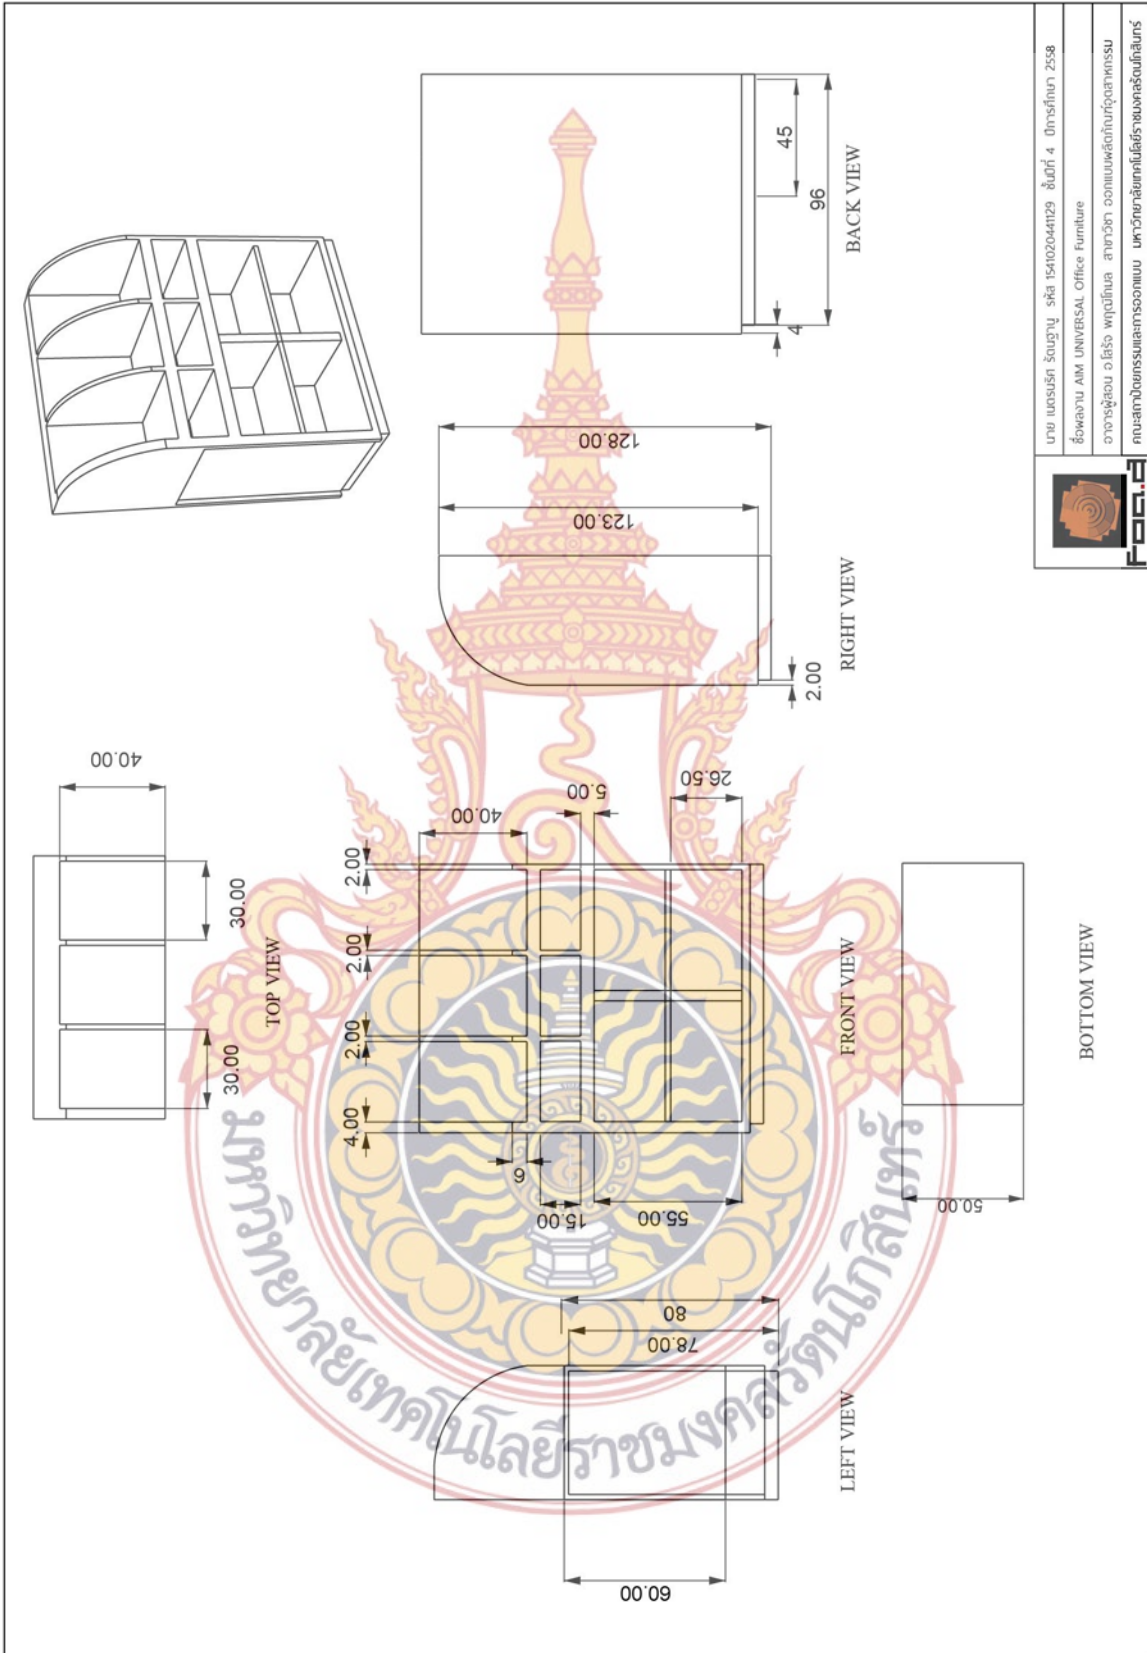 40.00
30.00
30.00
TOP VIEW
4.00
2.00
2.00
2.00
40.00
5.00
26.50
6
15.00
55.00
FRONT VIEW
80
78.00
60.00
LEFT VIEW
128.00
123.00
2.00
RIGHT VIEW
45
96
4
BACK VIEW
50.00
BOTTOM VIEW
มหาวิทยาลัยเทคโนโลยีราชมงคลรัตนโกสินทร์
นาย เนตรนริศ รัตนฐานุ รหัส 1541020441129 ชั้นปีที่ 4 ปีการศึกษา 2558
ชื่อผลงาน AIM UNIVERSAL Office Furniture
อาจารผู้สอน อ.โสรัจ พฤฒิโกมล สาขาวิชา ออกแบบผลิตภัณฑ์อุตสาหกรรม
คณะสถาปัตยกรรมและการออกแบบ มหาวิทยาลัยเทคโนโลยีราชมงคลรัตนโกสินทร์